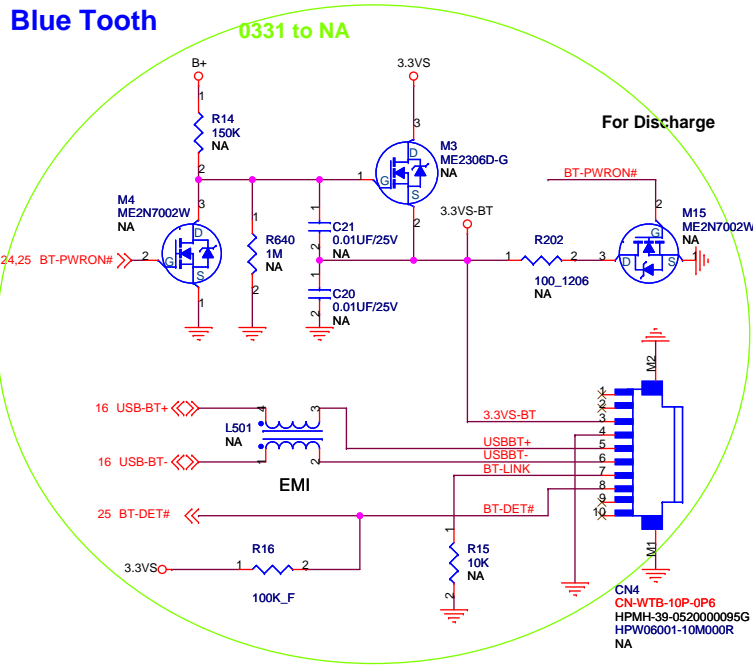 Blue Tooth
0331 to NA
B+
3.3VS
1
R14
150K
NA
2
3
M3
ME2306D-G
NA
For Discharge
BT-PWRON#
M4
ME2N7002W
NA
3
D
G
S
1
D
G
S
2
3.3VS-BT
2
M15
ME2N7002W
NA
24,25 BT-PWRON#
2
1
1
R640
1M
NA
2
1
C21
0.01UF/25V
NA
2
1
C20
0.01UF/25V
NA
2
1
R202
2
100_1206
NA
3
D
G
S
1
M2
16 USB-BT+
4
3
L501
NA
1
2
16 USB-BT-
EMI
3.3VS-BT
USBBT+
USBBT-
BT-LINK
BT-DET#
1
2
3
4
5
6
7
8
9
10
25 BT-DET#
3.3VS
1
R16
2
100K_F
1
R15
10K
NA
2
M1
CN4
CN-WTB-10P-0P6
HPMH-39-0520000095G
HPW06001-10M000R
NA